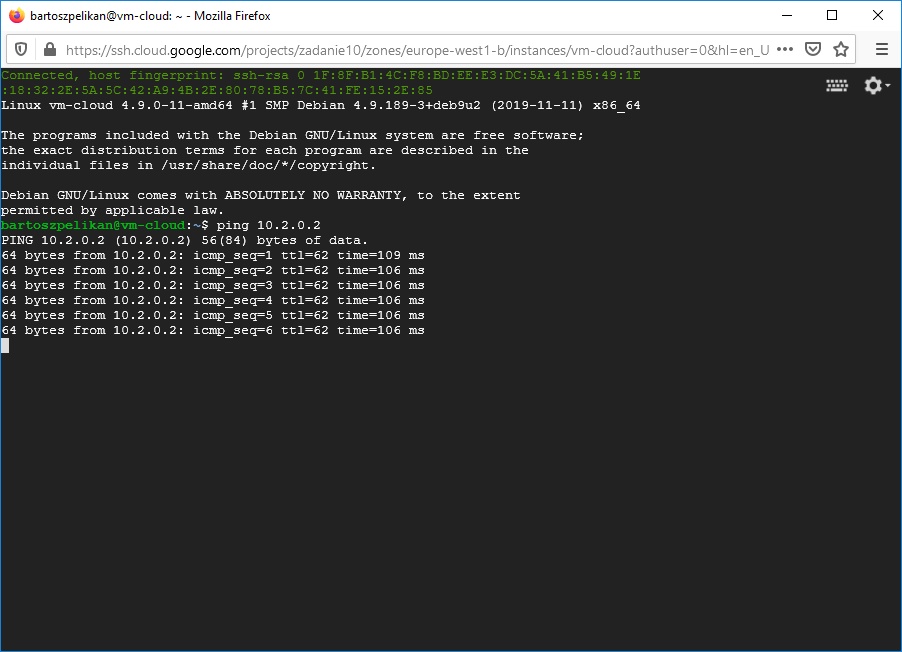 bartoszpelikan@vm-cloud: ~ - Mozilla Firefox
https://ssh.cloud.google.com/projects/zadanie10/zones/europe-west1-b/instances/vm-cloud?authuser=0&hl=en_U
Connected, host fingerprint: ssh-rsa 0 1F:8F:B1:4C:F8:BD:EE:E3:DC:5A:41:B5:49:1E
:18:32:2E:5A:5C:42:A9:4B:2E:80:78:B5:7C:41:FE:15:2E:85
Linux vm-cloud 4.9.0-11-amd64 #1 SMP Debian 4.9.189-3+deb9u2 (2019-11-11) x86_64
The programs included with the Debian GNU/Linux system are free software;
the exact distribution terms for each program are described in the
individual files in /usr/share/doc/*/copyright.
Debian GNU/Linux comes with ABSOLUTELY NO WARRANTY, to the extent
permitted by applicable law.
bartoszpelikan@vm-cloud:~$ ping 10.2.0.2
PING 10.2.0.2 (10.2.0.2) 56(84) bytes of data.
64 bytes from 10.2.0.2: icmp_seq=1 ttl=62 time=109 ms
64 bytes from 10.2.0.2: icmp_seq=2 ttl=62 time=106 ms
64 bytes from 10.2.0.2: icmp_seq=3 ttl=62 time=106 ms
64 bytes from 10.2.0.2: icmp_seq=4 ttl=62 time=106 ms
64 bytes from 10.2.0.2: icmp_seq=5 ttl=62 time=106 ms
64 bytes from 10.2.0.2: icmp_seq=6 ttl=62 time=106 ms